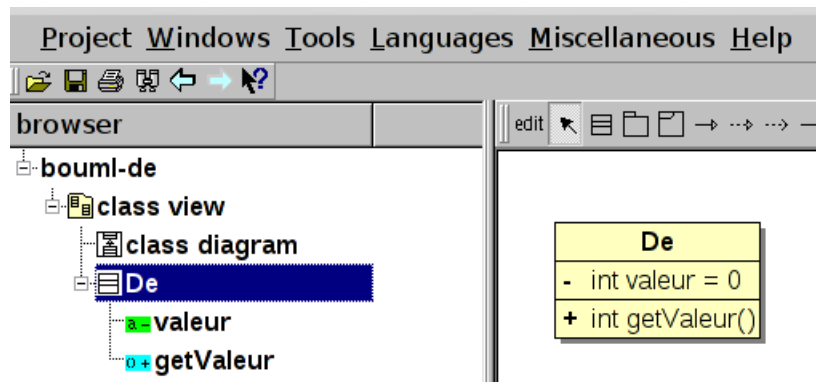 Project Windows Tools Languages Miscellaneous Help
browser
edit
bouml-de
class view
class diagram
De
a - valeur
o + getValeur
De
- int valeur = 0
+ int getValeur()